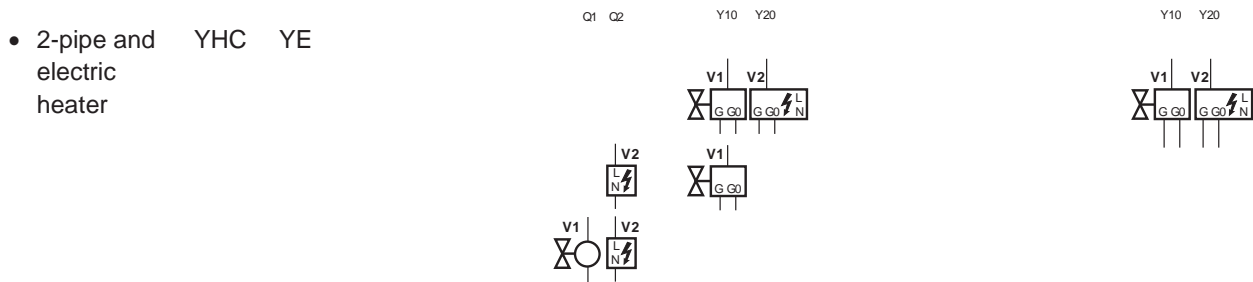 Q1 Q2 Y10 Y20 Y10 Y20
• 2-pipe and YHC YE
electric
heater
V1 V2 V1 V2
G G0 G G0 L N G G0 G G0 L N
V2 V1
L N G G0
V1 V2
L N